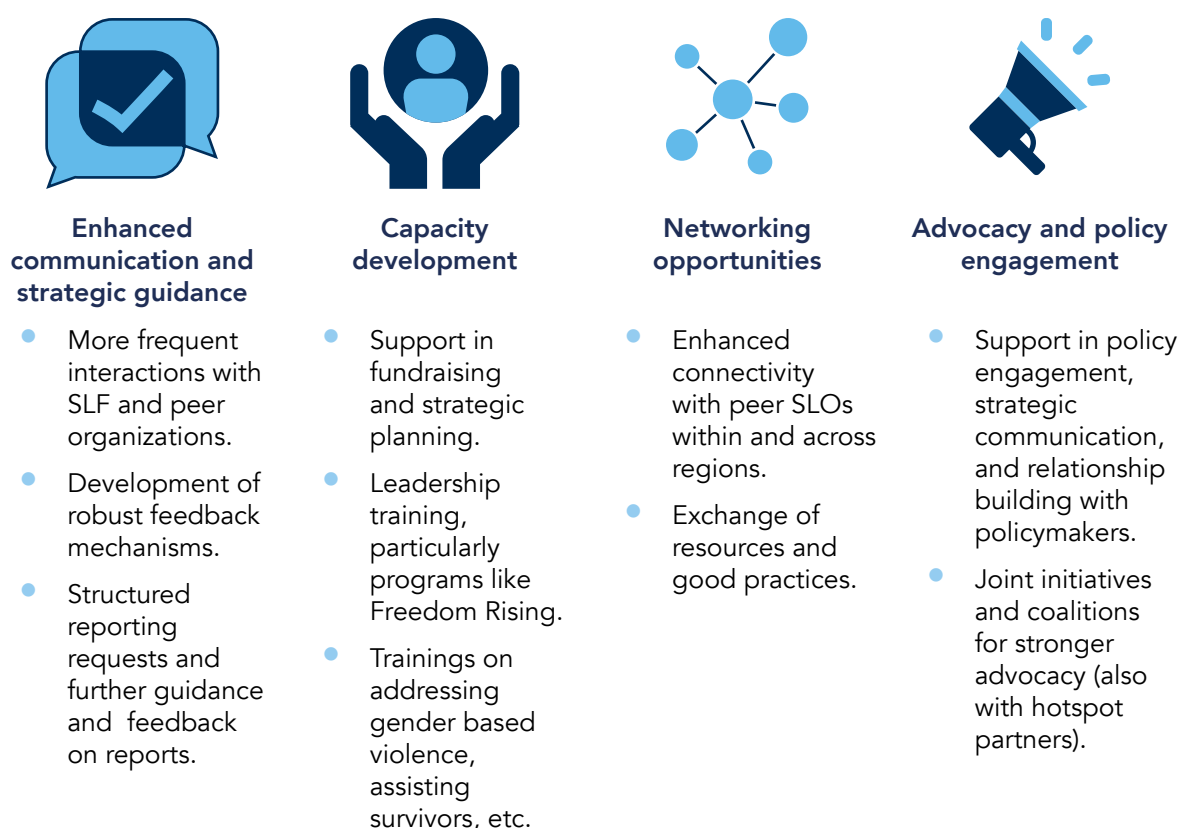 Enhanced
communication and
strategic guidance
More frequent
interactions with
SLF and peer
organizations.
Development of
robust feedback
mechanisms.
Structured
reporting
requests and
further guidance
and  feedback
on reports.
Capacity
development
Support in
fundraising
and strategic
planning.
Leadership
training,
particularly
programs like
Freedom Rising.
Trainings on
addressing
gender based
violence,
assisting
survivors, etc.
Networking
opportunities
Enhanced
connectivity
with peer SLOs
within and across
regions.
Exchange of
resources and
good practices.
Advocacy and policy
engagement
Support in policy
engagement,
strategic
communication,
and relationship
building with
policymakers.
Joint initiatives
and coalitions
for stronger
advocacy (also
with hotspot
partners).